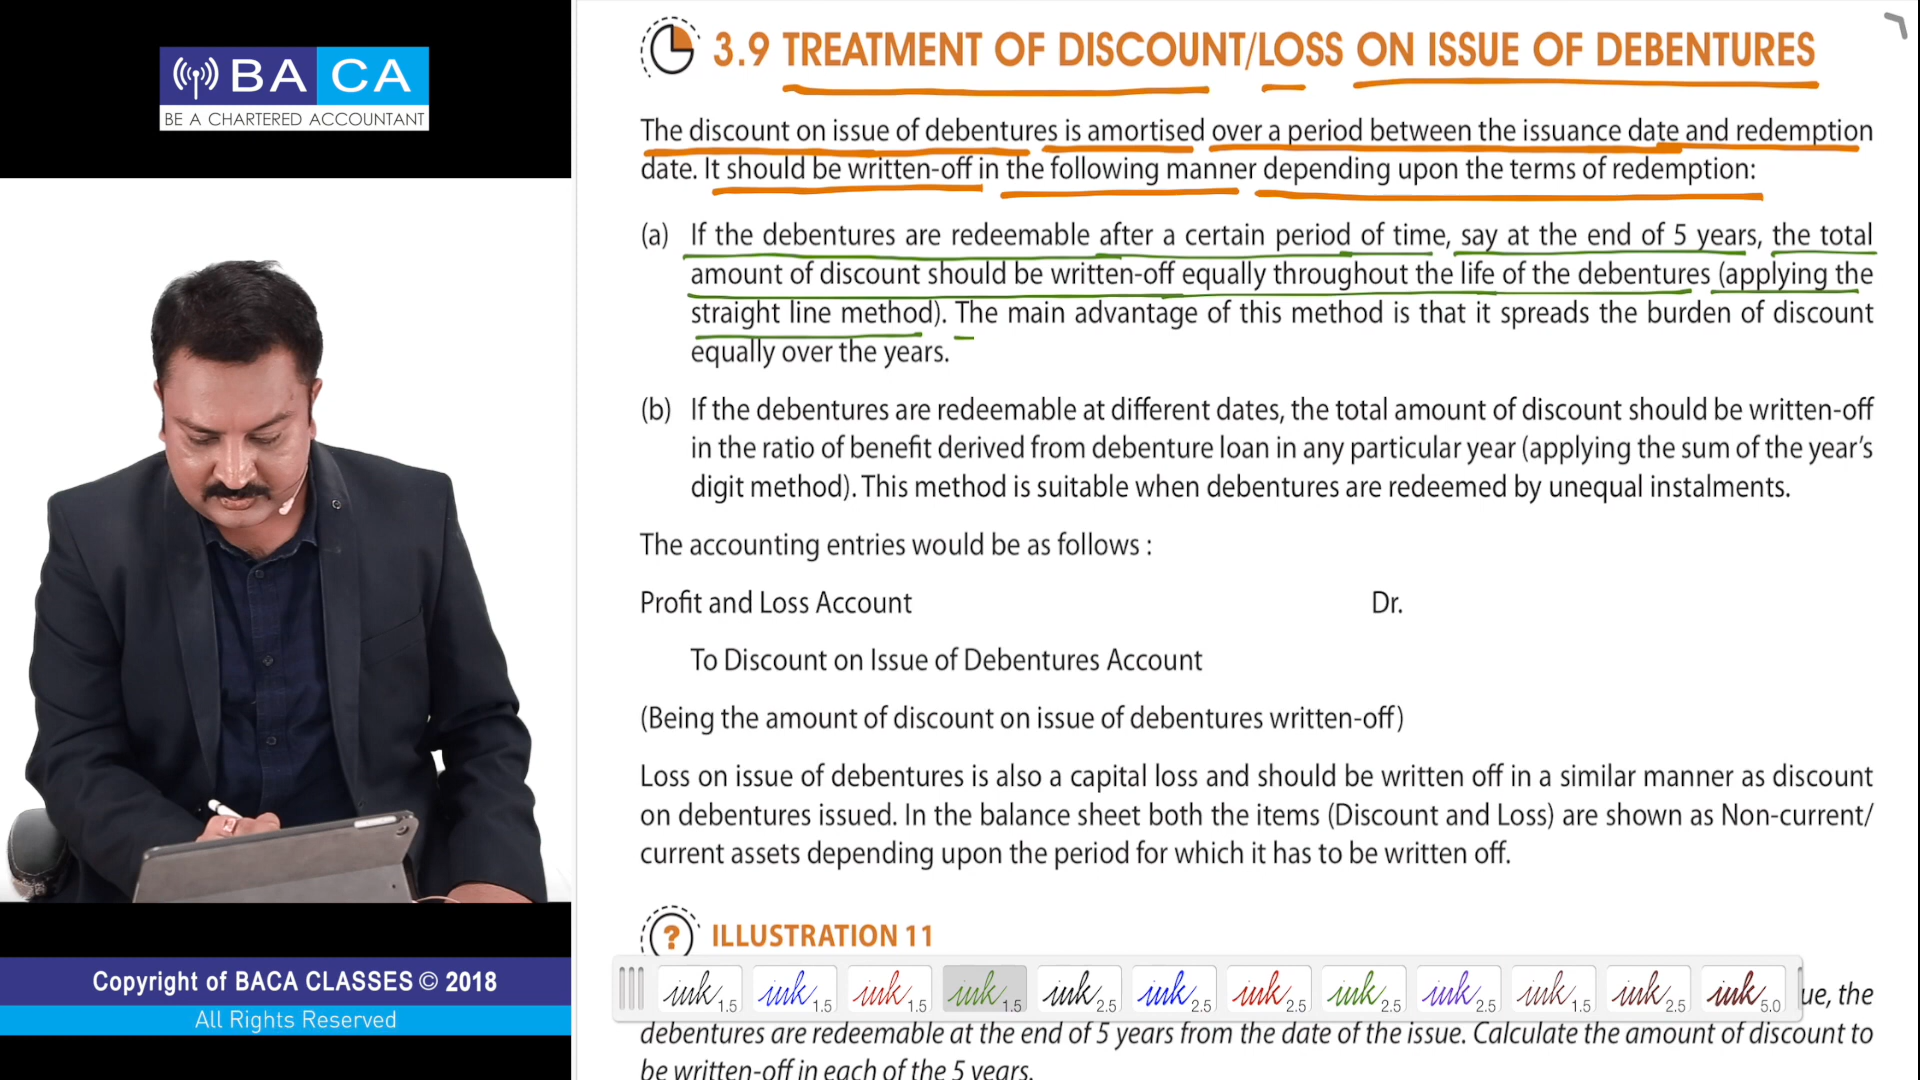 BA CA
BE A CHARTERED ACCOUNTANT
3.9 TREATMENT OF DISCOUNT/LOSS ON ISSUE OF DEBENTURES
The discount on issue of debentures is amortised over a period between the issuance date and redemption
date. It should be written-off in the following manner depending upon the terms of redemption:
(a) If the debentures are redeemable after a certain period of time, say at the end of 5 years, the total
amount of discount should be written-off equally throughout the life of the debentures (applying the
straight line method). The main advantage of this method is that it spreads the burden of discount
equally over the years.
(b) If the debentures are redeemable at different dates, the total amount of discount should be written-off
in the ratio of benefit derived from debenture loan in any particular year (applying the sum of the year's
digit method). This method is suitable when debentures are redeemed by unequal instalments.
The accounting entries would be as follows :
Profit and Loss Account Dr.
To Discount on Issue of Debentures Account
(Being the amount of discount on issue of debentures written-off)
Loss on issue of debentures is also a capital loss and should be written off in a similar manner as discount
on debentures issued. In the balance sheet both the items (Discount and Loss) are shown as Non-current/
current assets depending upon the period for which it has to be written off.
? ILLUSTRATION 11
ink 1.5 ink 1.5 ink 1.5 ink 1.5 ink 2.5 ink 2.5 ink 2.5 ink 2.5 ink 2.5 ink 1.5 ink 2.5 ink 5.0
ue, the
debentures are redeemable at the end of 5 years from the date of the issue. Calculate the amount of discount to
be written-off in each of the 5 years.
Copyright of BACA CLASSES © 2018
All Rights Reserved